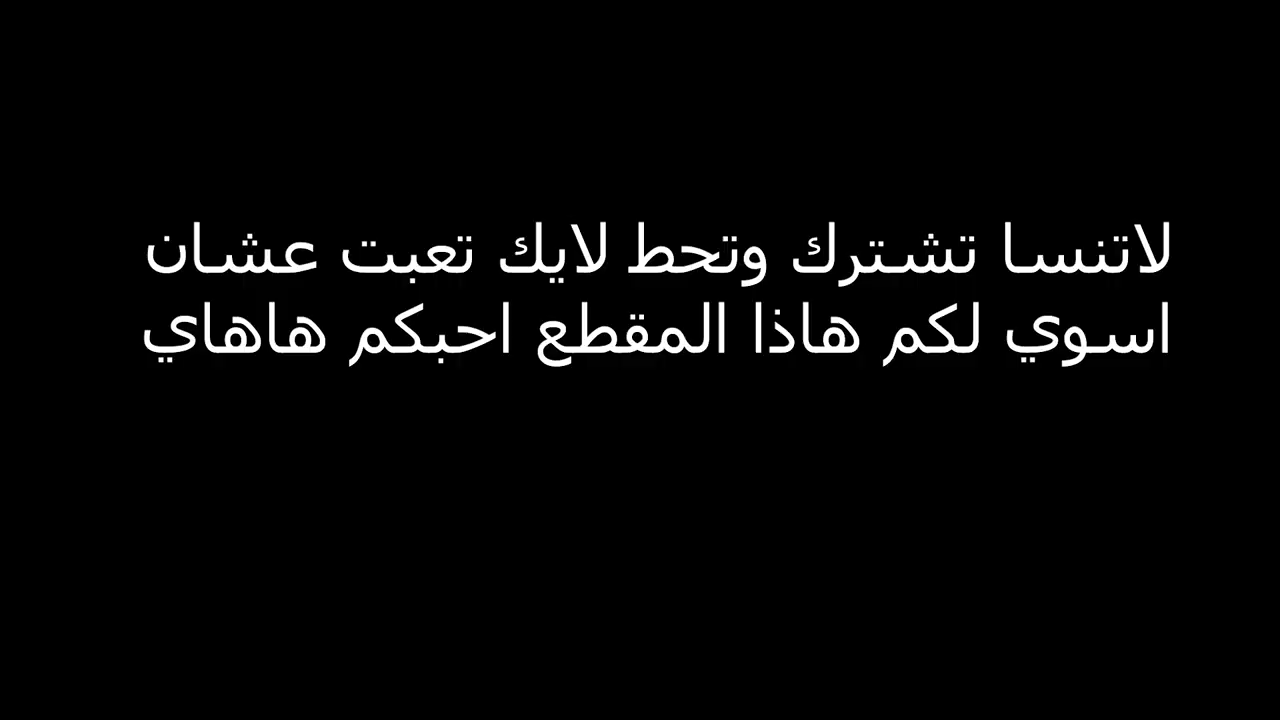 لاتنسا تشترك وتحط لايك تعبت عشان
اسوي لكم هاذا المقطع احبكم هاهاي